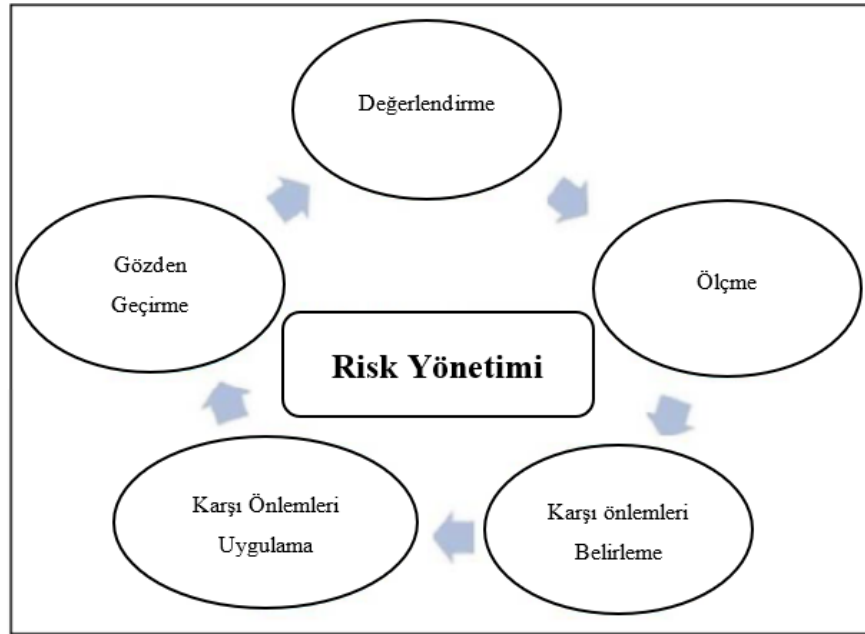 Değerlendirme
Ölçme
Karşı önlemleri
Belirleme
Karşı Önlemleri
Uygulama
Gözden
Geçirme
Risk Yönetimi